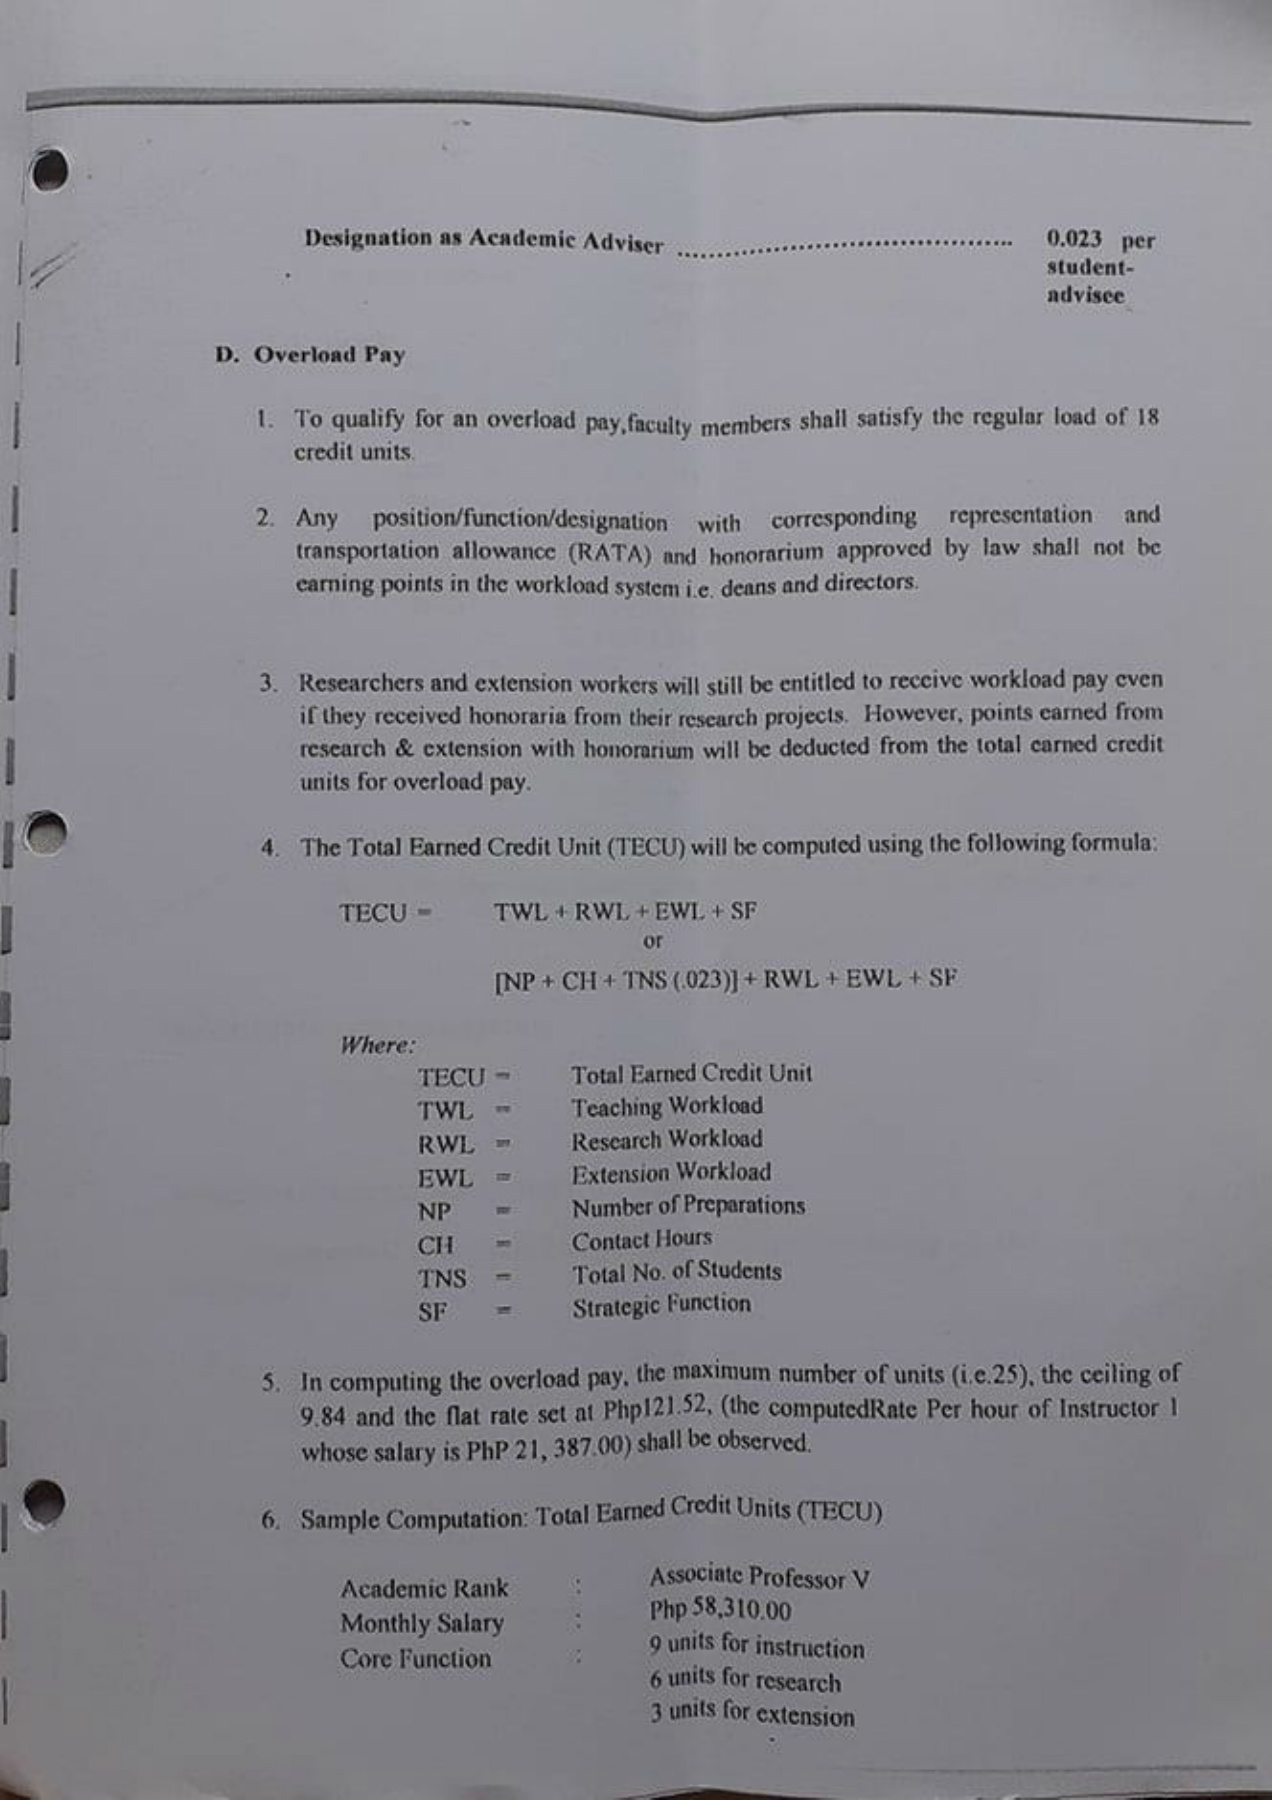 Designation as Academic Adviser ........................................ 0.023 per
student-
advisee
D. Overload Pay
1. To qualify for an overload pay,faculty members shall satisfy the regular load of 18
credit units.
2. Any position/function/designation with corresponding representation and
transportation allowance (RATA) and honorarium approved by law shall not be
earning points in the workload system i.e. deans and directors.
3. Researchers and extension workers will still be entitled to receive workload pay even
if they received honoraria from their research projects. However, points earned from
research & extension with honorarium will be deducted from the total earned credit
units for overload pay.
4. The Total Earned Credit Unit (TECU) will be computed using the following formula:
TECU = TWL + RWL + EWL + SF
or
[NP + CH + TNS (.023)] + RWL + EWL + SF
Where:
TECU = Total Earned Credit Unit
TWL = Teaching Workload
RWL = Research Workload
EWL = Extension Workload
NP = Number of Preparations
CH = Contact Hours
TNS = Total No. of Students
SF = Strategic Function
5. In computing the overload pay, the maximum number of units (i.e.25), the ceiling of
9.84 and the flat rate set at Php121.52, (the computedRate Per hour of Instructor 1
whose salary is PhP 21, 387.00) shall be observed.
6. Sample Computation: Total Earned Credit Units (TECU)
Academic Rank : Associate Professor V
Monthly Salary : Php 58,310.00
Core Function : 9 units for instruction
6 units for research
3 units for extension